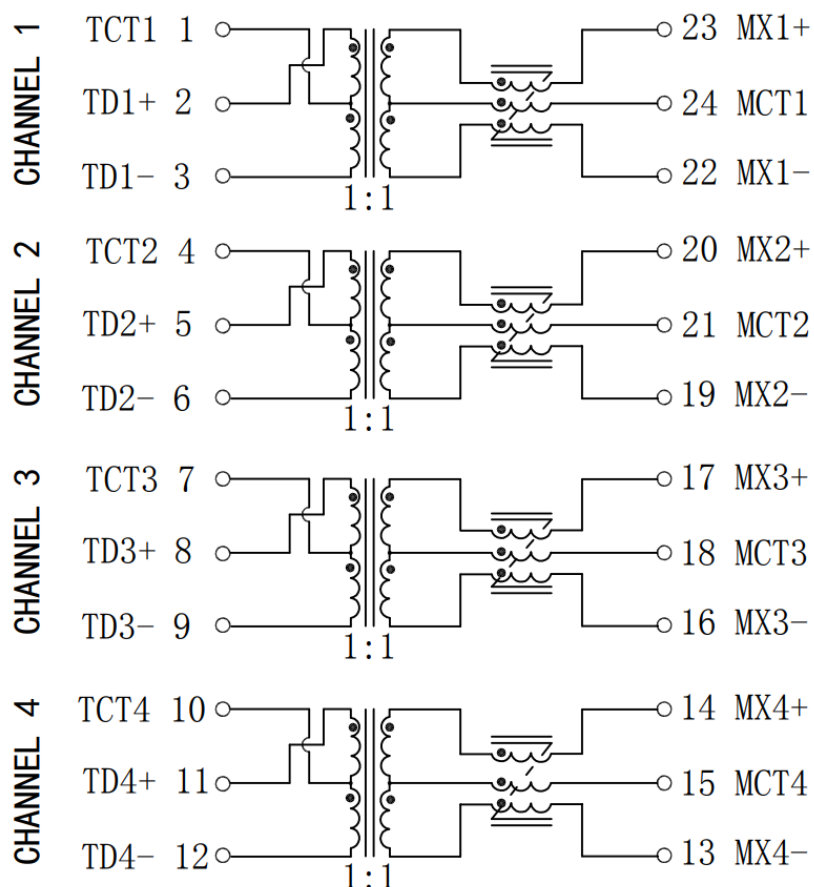 CHANNEL 1
TCT1 1
23 MX1+
TD1+ 2
24 MCT1
TD1- 3
22 MX1-
1:1
CHANNEL 2
TCT2 4
20 MX2+
TD2+ 5
21 MCT2
TD2- 6
19 MX2-
1:1
CHANNEL 3
TCT3 7
17 MX3+
TD3+ 8
18 MCT3
TD3- 9
16 MX3-
1:1
CHANNEL 4
TCT4 10
14 MX4+
TD4+ 11
15 MCT4
TD4- 12
13 MX4-
1:1